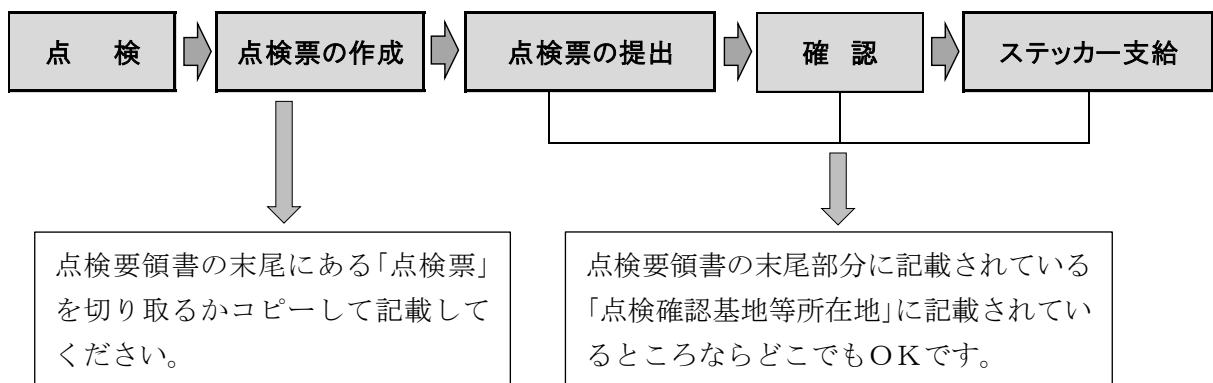 点　検
点検票の作成
点検票の提出
確　認
ステッカー支給
点検要領書の末尾にある「点検票」
を切り取るかコピーして記載して
ください。
点検要領書の末尾部分に記載されている
「点検確認基地等所在地」に記載されてい
るところならどこでもＯＫです。